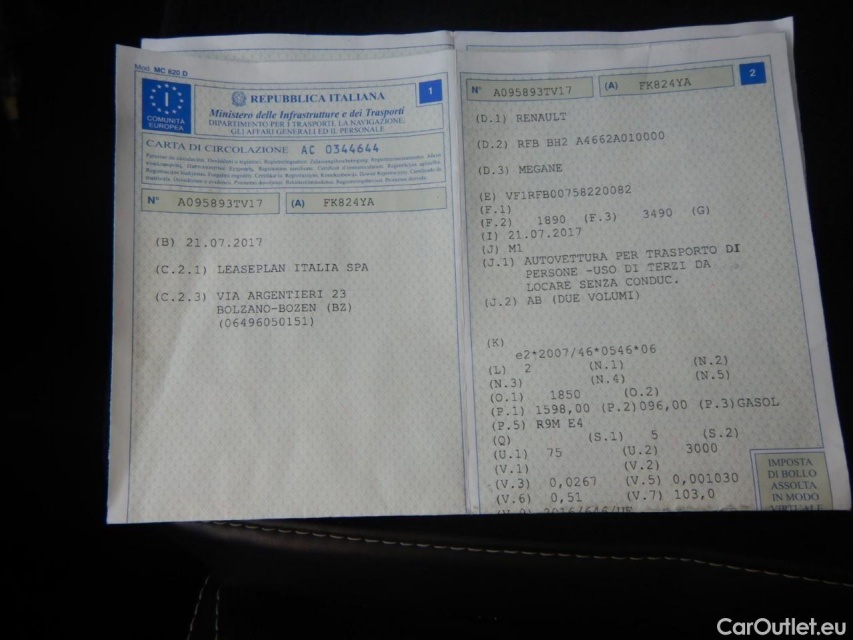 Mod. MC 820 D
I
COMUNITÀ
EUROPEA
REPUBBLICA ITALIANA
1
Ministero delle Infrastrutture e dei Trasporti
DIPARTIMENTO PER I TRASPORTI, LA NAVIGAZIONE,
GLI AFFARI GENERALI ED IL PERSONALE
CARTA DI CIRCOLAZIONE AC 0344644
N° A095893TV17 (A) FK824YA
(B) 21.07.2017
(C.2.1) LEASEPLAN ITALIA SPA
(C.2.3) VIA ARGENTIERI 23
BOLZANO-BOZEN (BZ)
(06496050151)
N° A095893TV17 (A) FK824YA
2
(D.1) RENAULT
(D.2) RFB BH2 A4662A010000
(D.3) MEGANE
(E) VF1RFB00758220082
(F.1)
(F.2) 1890 (F.3) 3490 (G)
(I) 21.07.2017
(J) M1
(J.1) AUTOVETTURA PER TRASPORTO DI
PERSONE -USO DI TERZI DA
LOCARE SENZA CONDUC.
(J.2) AB (DUE VOLUMI)
(K)
e2*2007/46*0546*06
(L) 2 (N.1) (N.2)
(N.3) (N.4) (N.5)
(O.1) 1850 (O.2)
(P.1) 1598,00 (P.2)096,00 (P.3)GASOL
(P.5) R9M E4
(Q) (S.1) 5 (S.2)
(U.1) 75 (U.2) 3000
(V.1) (V.2)
(V.3) 0,0267 (V.5) 0,001030
(V.6) 0,51 (V.7) 103,0
(V.9) 2016/646/UE
IMPOSTA
DI BOLLO
ASSOLTA
IN MODO
VIRTUALE
CarOutlet.eu